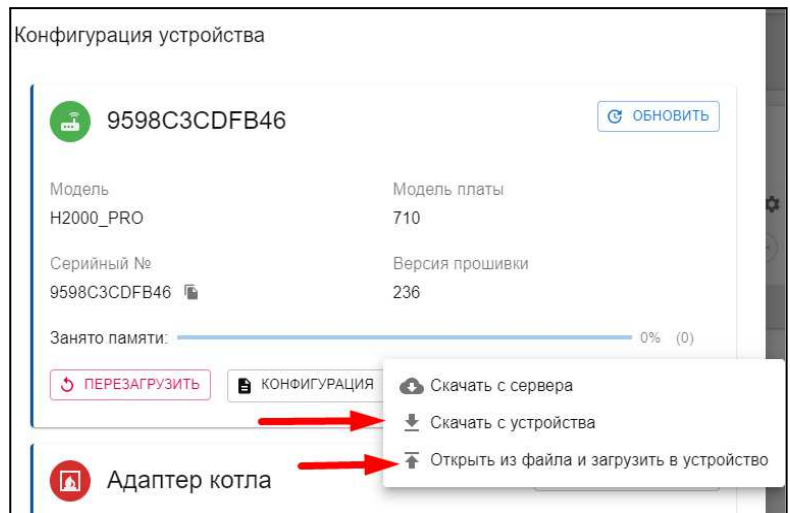 Конфигурация устройства
9598C3CDFB46
ОБНОВИТЬ
Модель
Модель платы
H2000_PRO
710
Серийный №
Версия прошивки
9598C3CDFB46
236
Занято памяти:
0% (0)
ПЕРЕЗАГРУЗИТЬ
КОНФИГУРАЦИЯ
Скачать с сервера
Скачать с устройства
Открыть из файла и загрузить в устройство
Адаптер котла